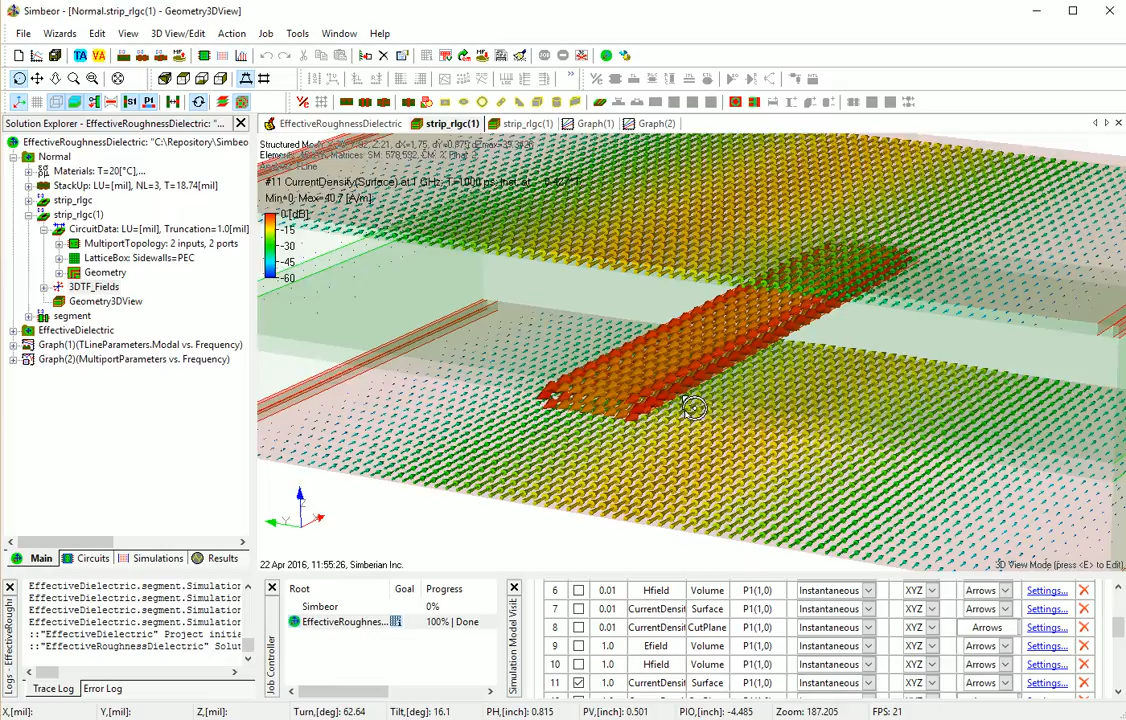 Simbeor - [Normal.strip_rlgc(1) - Geometry3DView]
File Wizards Edit View 3D View/Edit Action Job Tools Window Help
Solution Explorer - EffectiveRoughnessDielectric: "...
EffectiveRoughnessDielectric: "C:\Repository\Simbeo
Normal
Materials: T=20[°C],...
StackUp: LU=[mil], NL=3, T=18.74[mil]
strip_rlgc
strip_rlgc(1)
CircuitData: LU=[mil], Truncation=1.0[mil]
MultiportTopology: 2 inputs, 2 ports
LatticeBox: Sidewalls=PEC
Geometry
3DTF_Fields
Geometry3DView
segment
EffectiveDielectric
Graph(1)(TLineParameters.Modal vs. Frequency)
Graph(2)(MultiportParameters vs. Frequency)
Main Circuits Simulations Results
EffectiveRoughnessDielectric strip_rlgc(1) strip_rlgc(1) Graph(1) Graph(2)
#11 CurrentDensity(Surface) at 1 GHz,
Min=0, Max=40.7 [A/m]
0 [dB]
-15
-30
-45
-60
Z
Y
22 Apr 2016, 11:55:26, Simberian Inc.
3D View Mode (press <E> to Edit)
Logs - EffectiveRoughn
EffectiveDielectric.segment.Simulation
EffectiveDielectric.segment.Simulation
EffectiveDielectric.segment.Simulation
EffectiveDielectric.segment.Simulation
::"EffectiveDielectric" Project initia
::"EffectiveRoughnessDielectric" Solut
Trace Log Error Log
Job Controller
Root Goal Progress
Simbeor 0%
EffectiveRoughnes... 100% | Done
Simulation Model Visib
6 0.01 Hfield Volume P1(1,0) Instantaneous XYZ Arrows Settings...
7 0.01 CurrentDensit Surface P1(1,0) Instantaneous XYZ Arrows Settings...
8 0.01 CurrentDensit CutPlane P1(1,0) Instantaneous XYZ Arrows Settings...
9 1.0 Efield Volume P1(1,0) Instantaneous XYZ Arrows Settings...
10 1.0 Hfield Volume P1(1,0) Instantaneous XYZ Arrows Settings...
11 1.0 CurrentDensit Surface P1(1,0) Instantaneous XYZ Arrows Settings...
X,[mil]: Y,[mil]: Z,[mil]: Turn,[deg]: 62.64 Tilt,[deg]: 16.1 PH,[inch]: 0.815 PV,[inch]: 0.501 PIO,[inch]: -4.485 Zoom: 187.205 FPS: 21